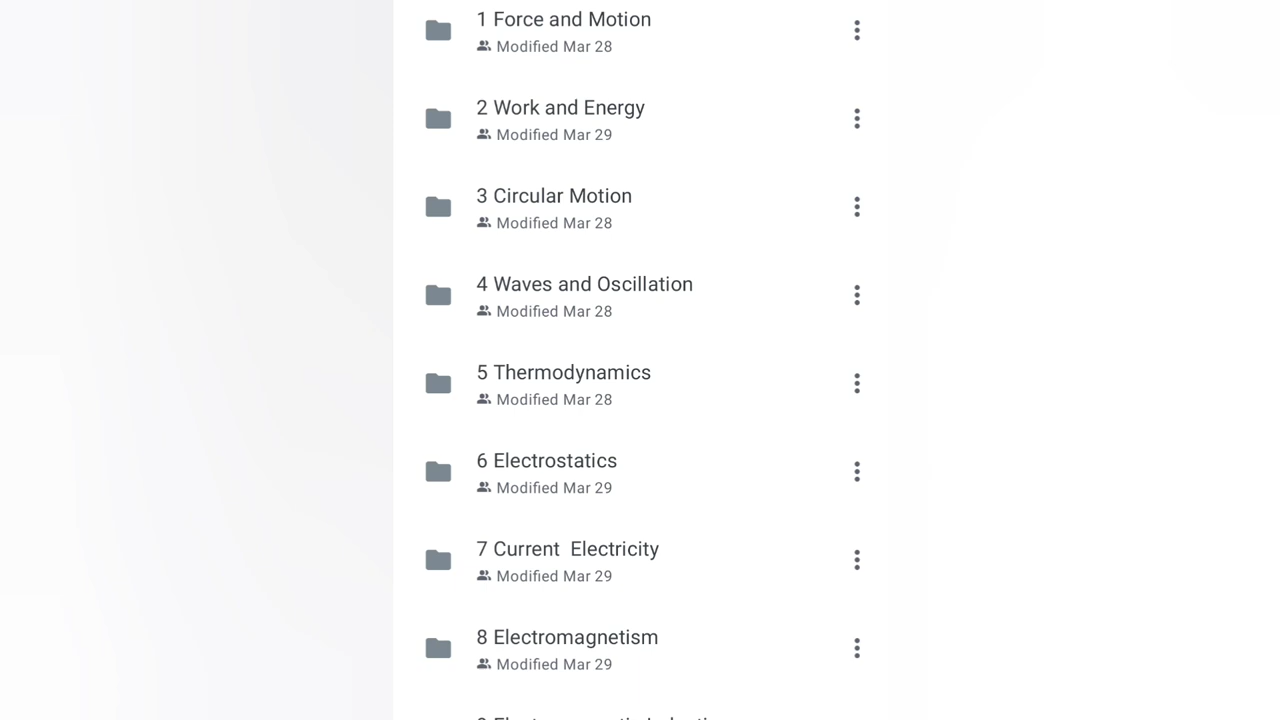 1 Force and Motion
Modified Mar 28
2 Work and Energy
Modified Mar 29
3 Circular Motion
Modified Mar 28
4 Waves and Oscillation
Modified Mar 28
5 Thermodynamics
Modified Mar 28
6 Electrostatics
Modified Mar 29
7 Current  Electricity
Modified Mar 29
8 Electromagnetism
Modified Mar 29